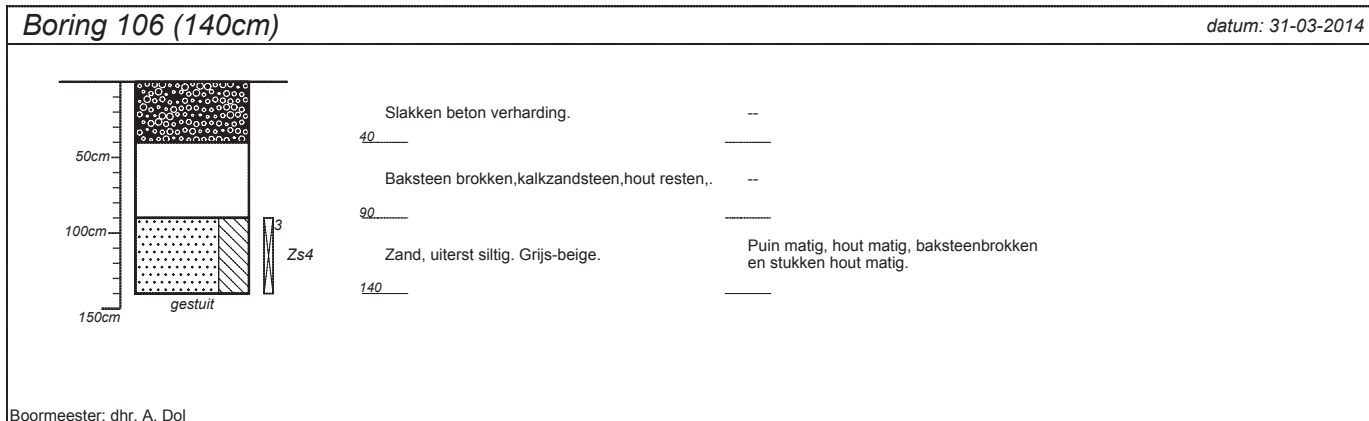 Boring 106 (140cm)
datum: 31-03-2014
Slakken beton verharding.
--
40
50cm
Baksteen brokken,kalkzandsteen,hout resten,.
--
90
3
100cm
Zs4
Zand, uiterst siltig. Grijs-beige.
Puin matig, hout matig, baksteenbrokken
en stukken hout matig.
140
gestuit
150cm
Boormeester: dhr. A. Dol